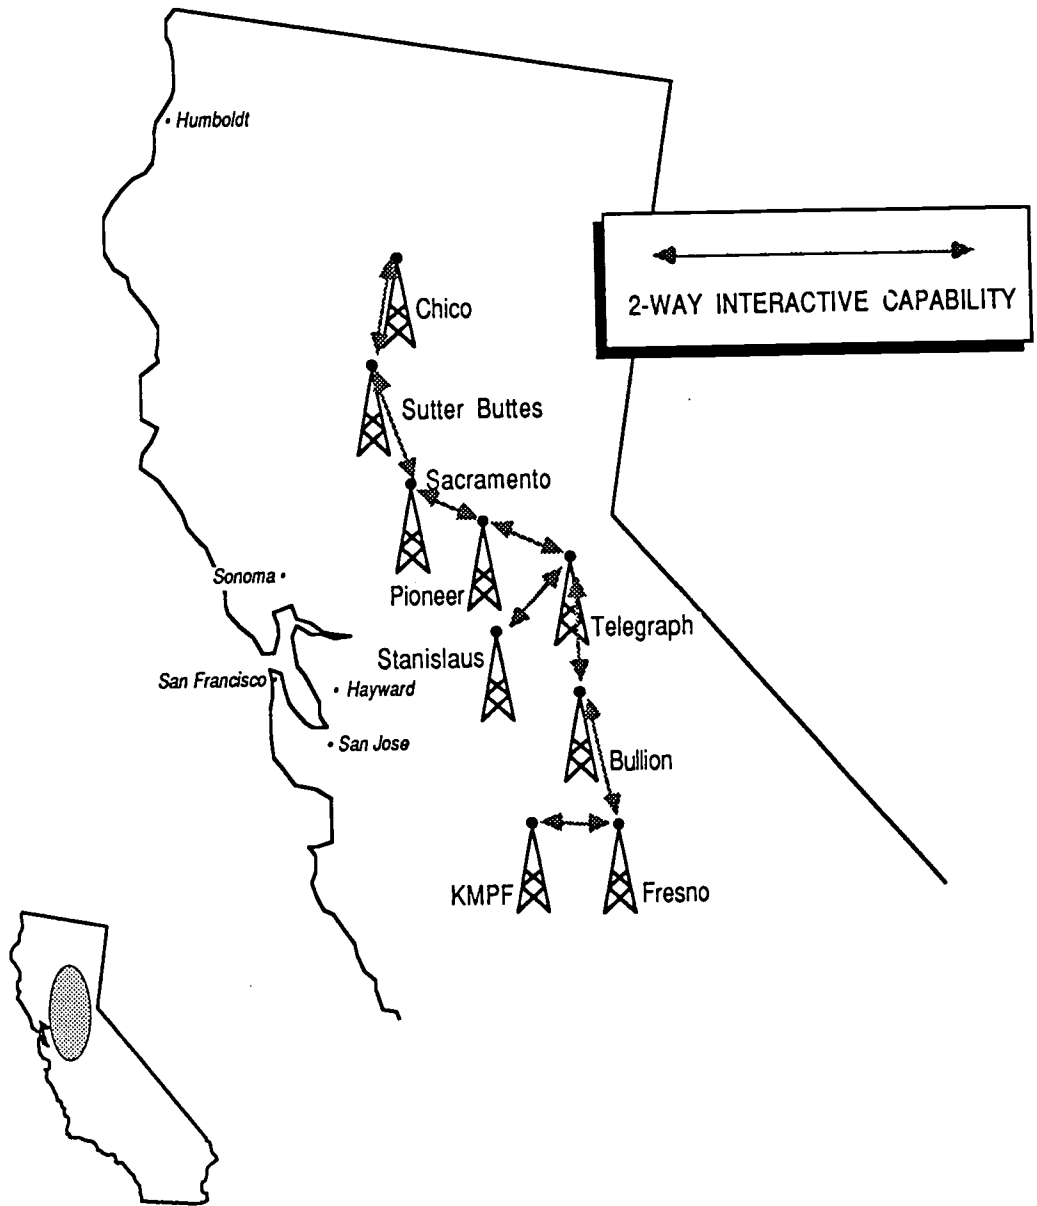 Humboldt
2-WAY INTERACTIVE CAPABILITY
Chico
Sutter Buttes
Sacramento
Sonoma
Pioneer
Telegraph
Stanislaus
San Francisco
Hayward
San Jose
Bullion
KMPF
Fresno